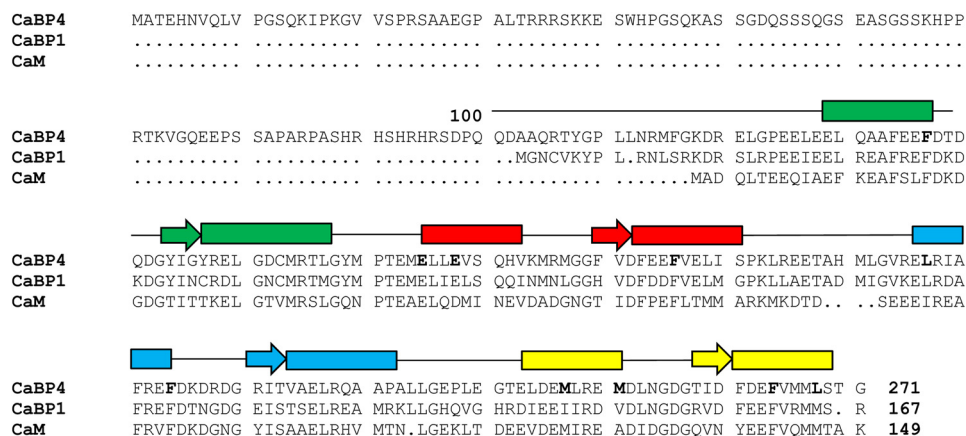 CaBP4 MATEHNVQLV PGSQKIPKGV VSPRSAAEGP ALTRRRSKKE SWHPGSQKAS SGDQSSSQGS EASGSSKHPP
CaBP1 .......... .......... .......... .......... .......... .......... ..........
CaM .......... .......... .......... .......... .......... .......... ..........
100
CaBP4 RTKVGQEEPS SAPARPASHR HSHRHRSDPQ QDAAQRTYGP LLNRMFGKDR ELGPEELEEL QAAFEEFDTD
CaBP1 .......... .......... .......... ..MGNCVKYP L.RNLSRKDR SLRPEEIEEL REAFREFDKD
CaM .......... .......... .......... .......... .......MAD QLTEEQIAEF KEAFSLFDKD
CaBP4 QDGYIGYREL GDCMRTLGYM PTEMELLEVS QHVKMRMGGF VDFEEFVELI SPKLREETAH MLGVRELRIA
CaBP1 KDGYINCRDL GNCMRTMGYM PTEMELIELS QQINMNLGGH VDFDDFVELM GPKLLAETAD MIGVKELRDA
CaM GDGTITTKEL GTVMRSLGQN PTEAELQDMI NEVDADGNGT IDFPEFLTMM ARKMKDTD.. .SEEEIREA
CaBP4 FREFDKDRDG RITVAELRQA APALLGEPLE GTELDEMLRE MDLNGDGTID FDEFVMMLST G 271
CaBP1 FREFDTNGDG EISTSELREA MRKLLGHQVG HRDIEEIIRD VDLNGDGRVD FEEFVRMMS. R 167
CaM FRVFDKDGNG YISAAELRHV MTN.LGEKLT DEEVDEMIRE ADIDGDGQVN YEEFVQMMTA K 149